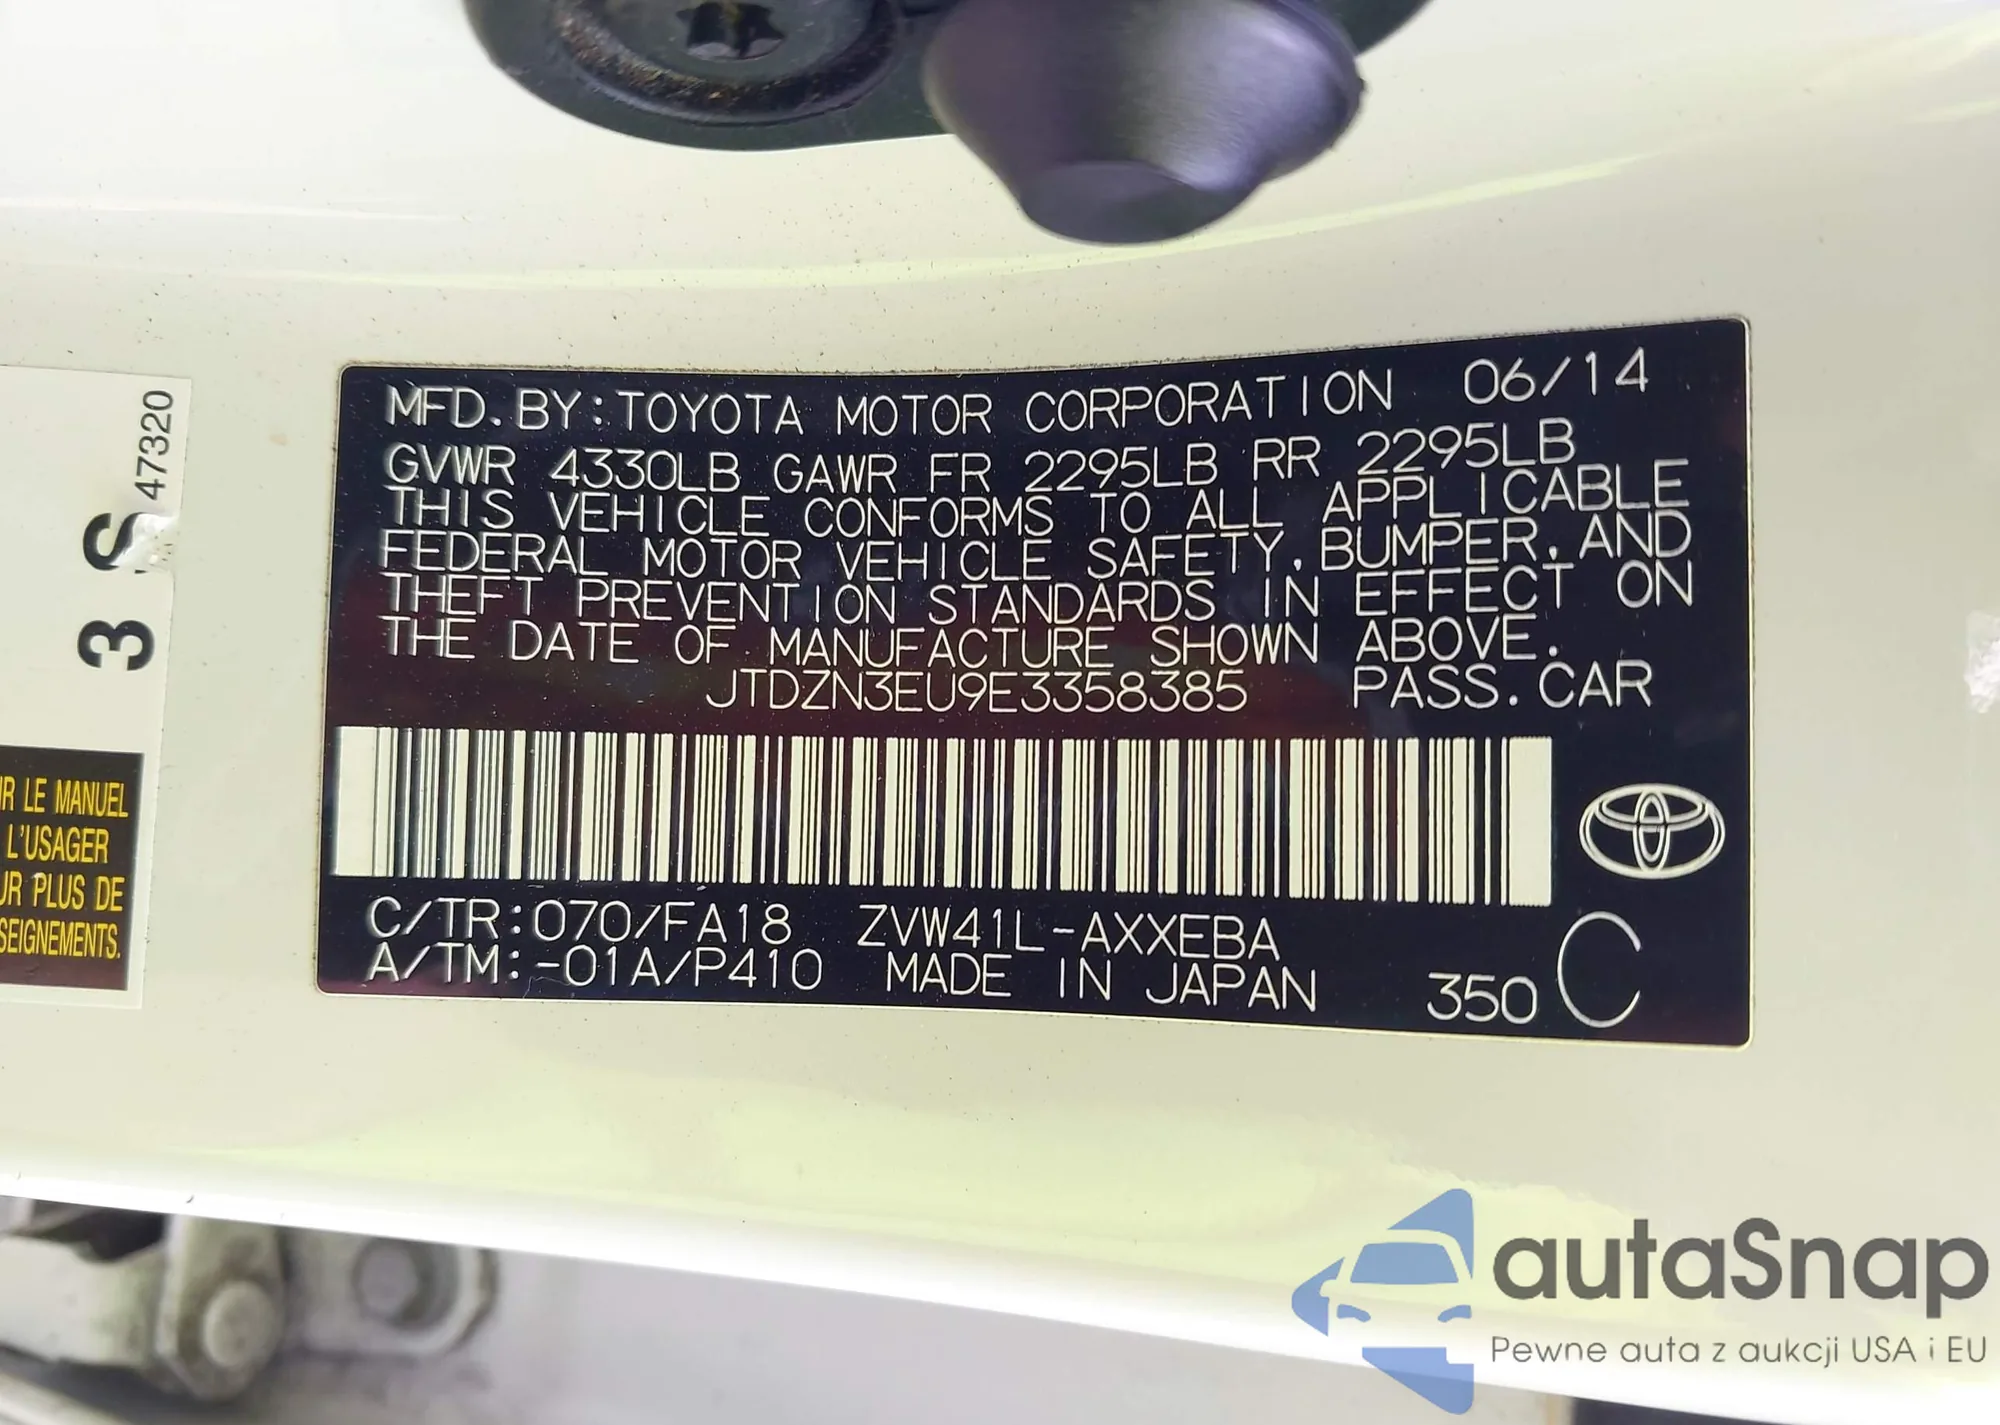 MFD. BY:TOYOTA MOTOR CORPORATION 06/14
GVWR 4330LB GAWR FR 2295LB RR 2295LB
THIS VEHICLE CONFORMS TO ALL APPLICABLE
FEDERAL MOTOR VEHICLE SAFETY, BUMPER, AND
THEFT PREVENTION STANDARDS IN EFFECT ON
THE DATE OF MANUFACTURE SHOWN ABOVE.
JTDZN3EU9E3358385 PASS. CAR
C/TR:070/FA18 ZVW41L-AXXEBA
A/TM:-01A/P410 MADE IN JAPAN 350 C
47320
3 S
IR LE MANUEL
L'USAGER
UR PLUS DE
SEIGNEMENTS.
autaSnap
Pewne auta z aukcji USA i EU